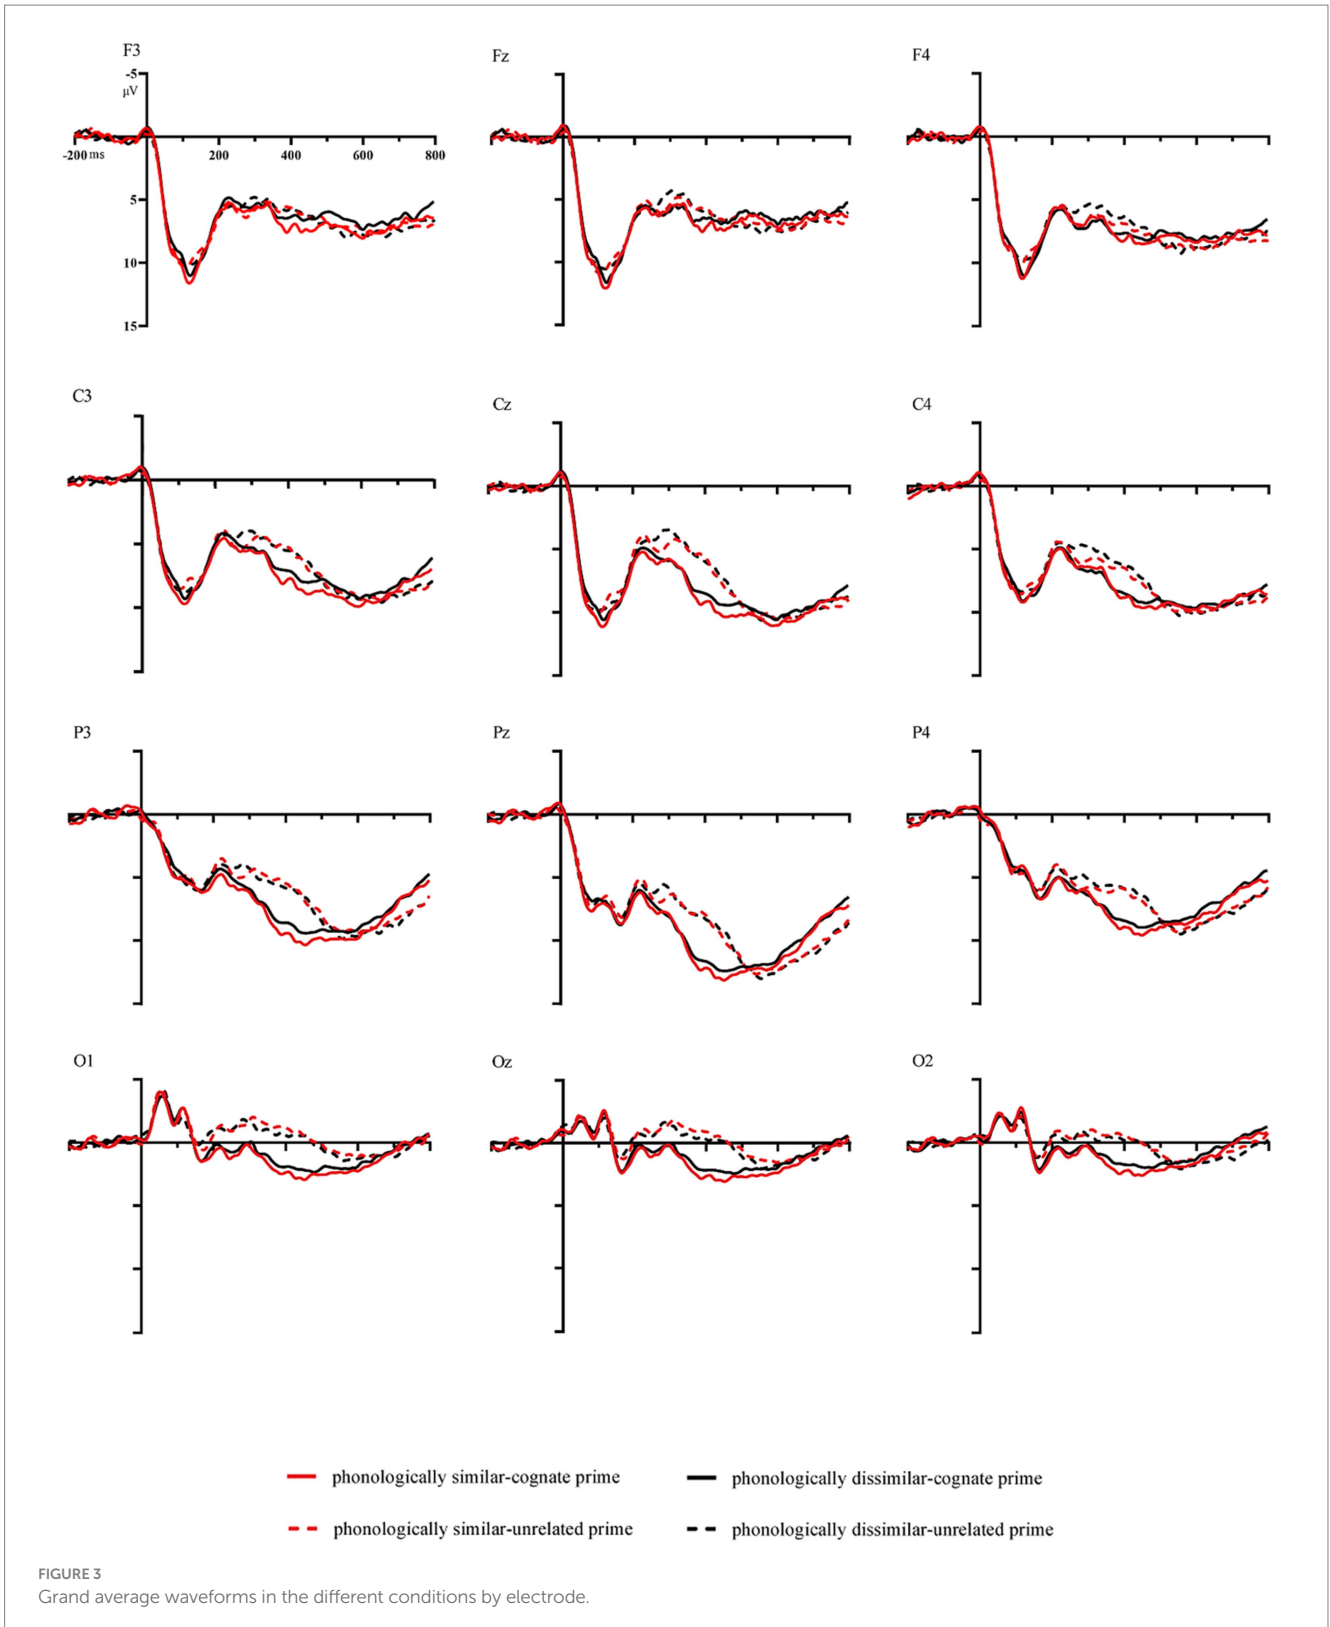 F3
Fz
F4
-5
μV
-200 ms
200
400
600
800
5
10
15
C3
Cz
C4
P3
Pz
P4
O1
Oz
O2
phonologically similar-cognate prime
phonologically dissimilar-cognate prime
phonologically similar-unrelated prime
phonologically dissimilar-unrelated prime
FIGURE 3
Grand average waveforms in the different conditions by electrode.